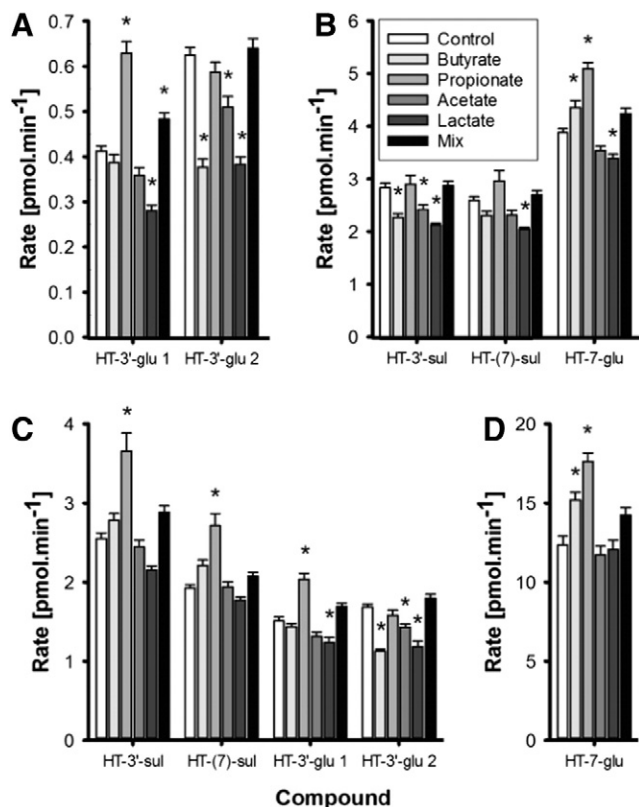 A
B
Rate [pmol.min⁻¹]
0.7
0.6
0.5
0.4
0.3
0.2
0.1
0.0
* * * * * *
HT-3'-glu 1 HT-3'-glu 2
Rate [pmol.min⁻¹]
6
5
4
3
2
1
0
Control
Butyrate
Propionate
Acetate
Lactate
Mix
* * * * * * *
HT-3'-sul HT-(7)-sul HT-7-glu
C
D
Rate [pmol.min⁻¹]
4
3
2
1
0
* * * * * * *
HT-3'-sul HT-(7)-sul HT-3'-glu 1 HT-3'-glu 2
Rate [pmol.min⁻¹]
20
15
10
5
0
* *
HT-7-glu
Compound